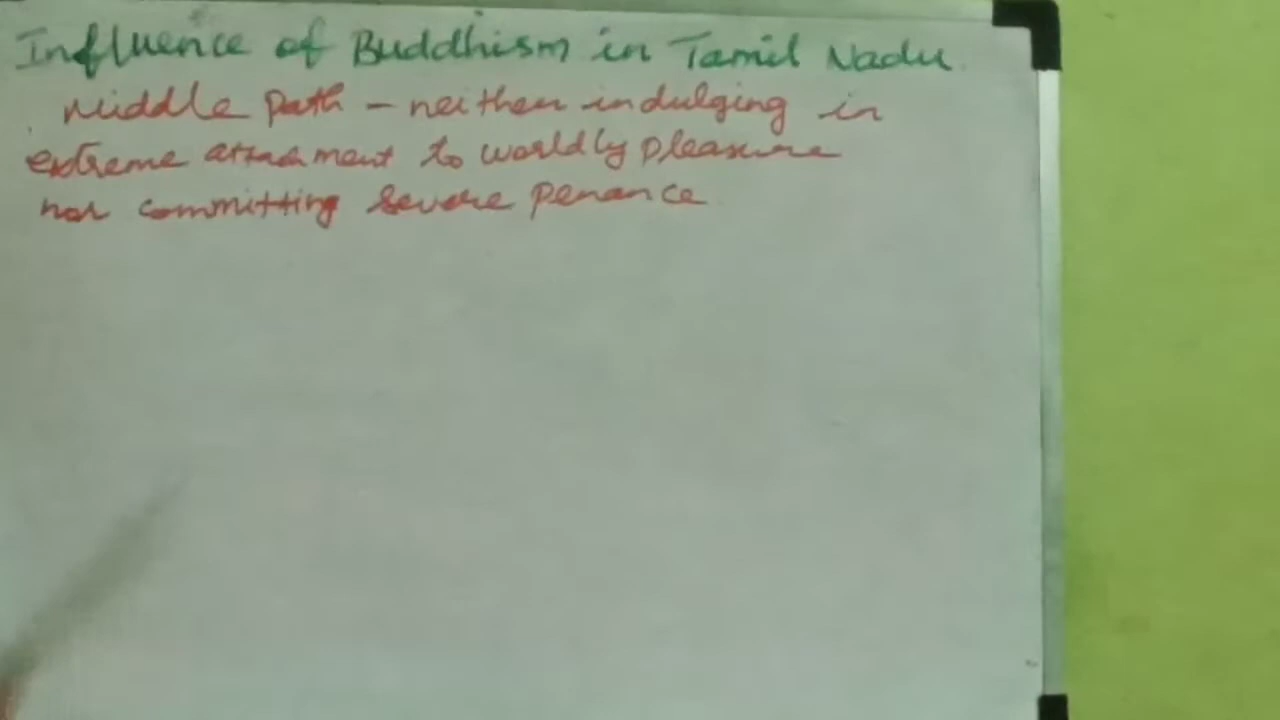 Influence of Buddhism in Tamil Nadu.
Middle Path – neither indulging in
extreme attachment to worldly pleasure
nor committing severe penance